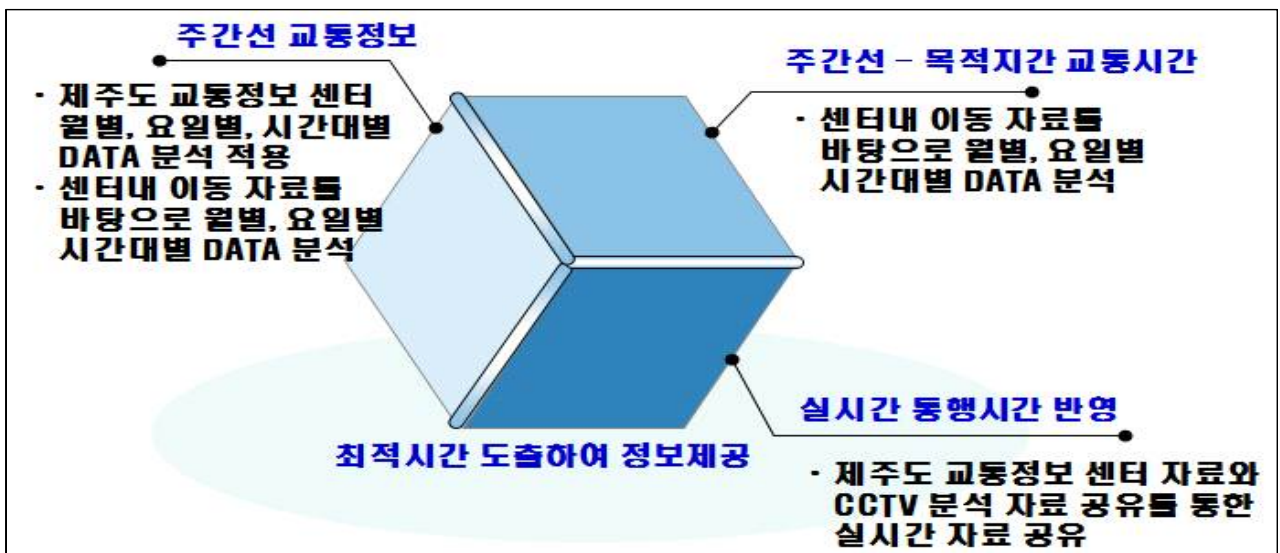 주간선 교통정보
· 제주도 교통정보 센터
월별, 요일별, 시간대별
DATA 분석 적용
· 센터내 이동 자료를
바탕으로 월별, 요일별
시간대별 DATA 분석
주간선 – 목적지간 교통시간
· 센터내 이동 자료를
바탕으로 월별, 요일별
시간대별 DATA 분석
실시간 통행시간 반영
· 제주도 교통정보 센터 자료와
CCTV 분석 자료 공유를 통한
실시간 자료 공유
최적시간 도출하여 정보제공